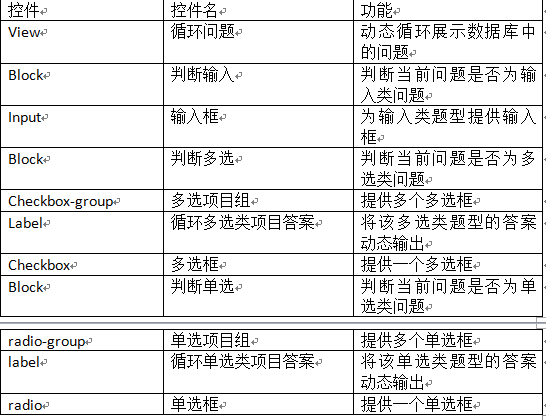 控件 控件名 功能
View 循环问题 动态循环展示数据库中
的问题
Block 判断输入 判断当前问题是否为输
入类问题
Input 输入框 为输入类题型提供输入
框
Block 判断多选 判断当前问题是否为多
选类问题
Checkbox-group 多选项目组 提供多个多选框
Label 循环多选类项目答案 将该多选类题型的答案
动态输出
Checkbox 多选框 提供一个多选框
Block 判断单选 判断当前问题是否为单
选类问题
radio-group 单选项目组 提供多个单选框
label 循环单选类项目答案 将该单选类题型的答案
动态输出
radio 单选框 提供一个单选框